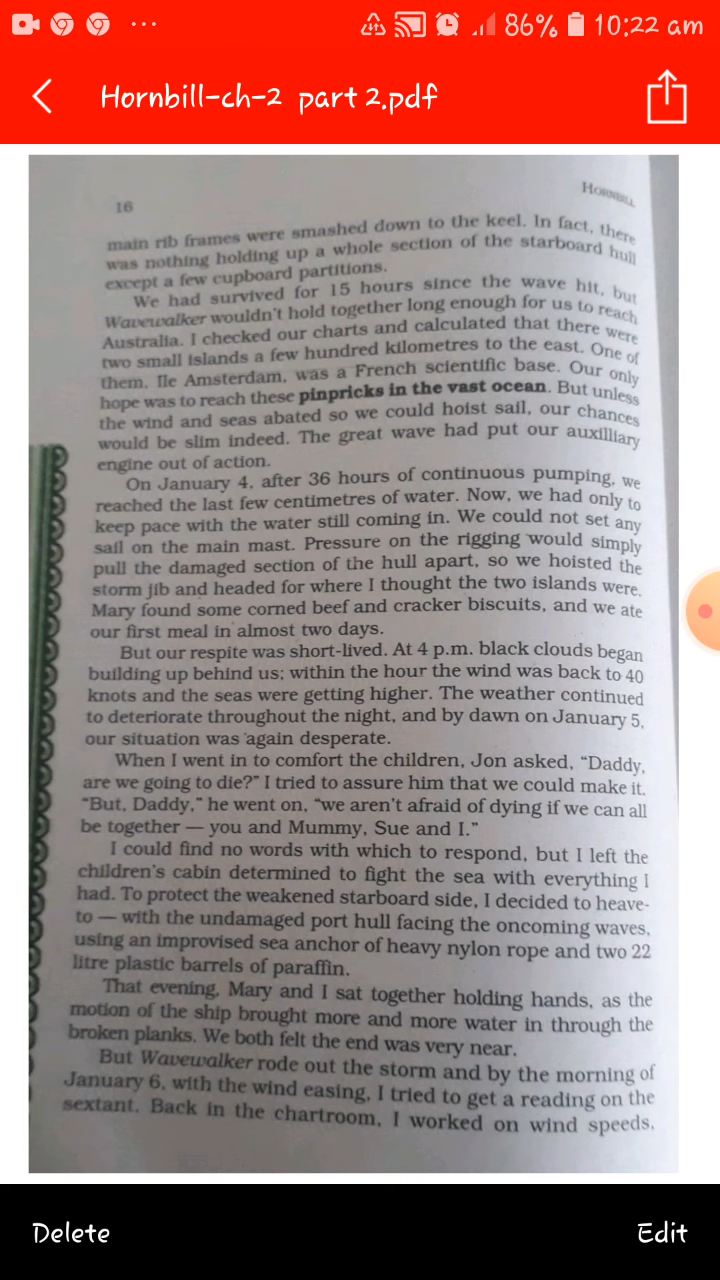 86% 10:22 am
Hornbill-ch-2 part 2.pdf
16
HORNBILL
main rib frames were smashed down to the keel. In fact, there
was nothing holding up a whole section of the starboard hull
except a few cupboard partitions.
We had survived for 15 hours since the wave hit, but
Wavewalker wouldn't hold together long enough for us to reach
Australia. I checked our charts and calculated that there were
two small islands a few hundred kilometres to the east. One of
them, Ile Amsterdam, was a French scientific base. Our only
hope was to reach these pinpricks in the vast ocean. But unless
the wind and seas abated so we could hoist sail, our chances
would be slim indeed. The great wave had put our auxilliary
engine out of action.
On January 4, after 36 hours of continuous pumping, we
reached the last few centimetres of water. Now, we had only to
keep pace with the water still coming in. We could not set any
sail on the main mast. Pressure on the rigging would simply
pull the damaged section of the hull apart, so we hoisted the
storm jib and headed for where I thought the two islands were.
Mary found some corned beef and cracker biscuits, and we ate
our first meal in almost two days.
But our respite was short-lived. At 4 p.m. black clouds began
building up behind us; within the hour the wind was back to 40
knots and the seas were getting higher. The weather continued
to deteriorate throughout the night, and by dawn on January 5,
our situation was again desperate.
When I went in to comfort the children, Jon asked, “Daddy,
are we going to die?” I tried to assure him that we could make it.
“But, Daddy,” he went on, “we aren't afraid of dying if we can all
be together — you and Mummy, Sue and I.”
I could find no words with which to respond, but I left the
children's cabin determined to fight the sea with everything I
had. To protect the weakened starboard side, I decided to heave-
to — with the undamaged port hull facing the oncoming waves,
using an improvised sea anchor of heavy nylon rope and two 22
litre plastic barrels of paraffin.
That evening, Mary and I sat together holding hands, as the
motion of the ship brought more and more water in through the
broken planks. We both felt the end was very near.
But Wavewalker rode out the storm and by the morning of
January 6, with the wind easing, I tried to get a reading on the
sextant. Back in the chartroom, I worked on wind speeds,
Delete Edit